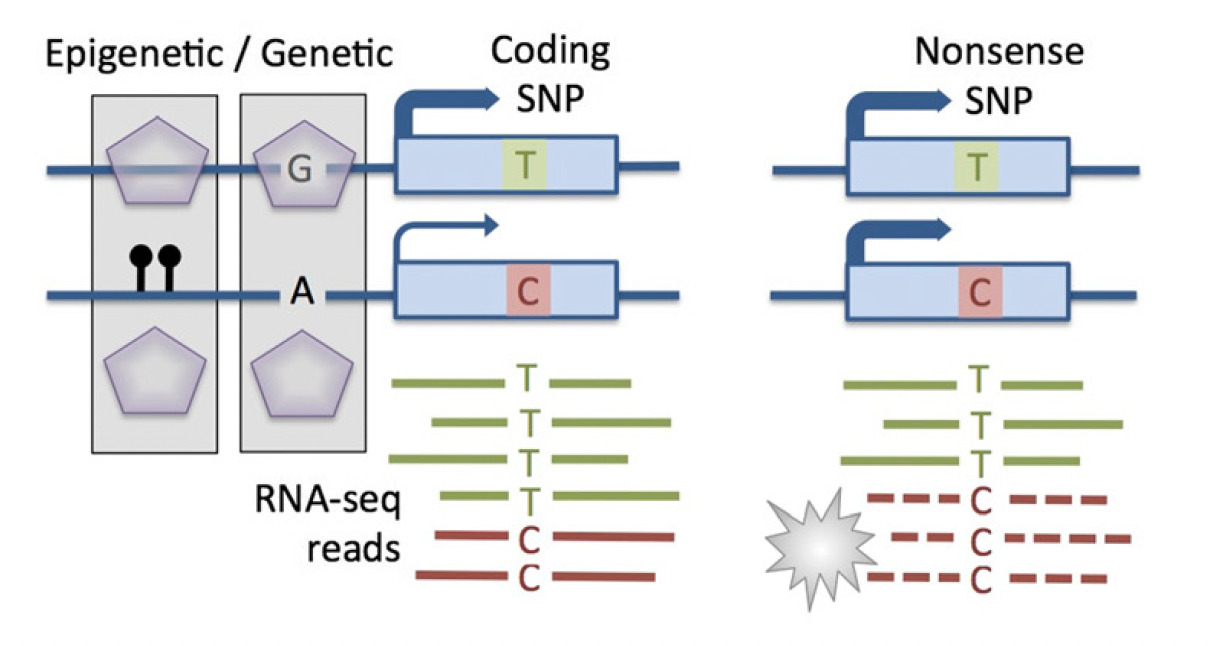 Epigenetic / Genetic
Coding
SNP
Nonsense
SNP
G
T
T
A
C
C
T
T
T
T
C
C
RNA-seq
reads
T
T
T
C
C
C